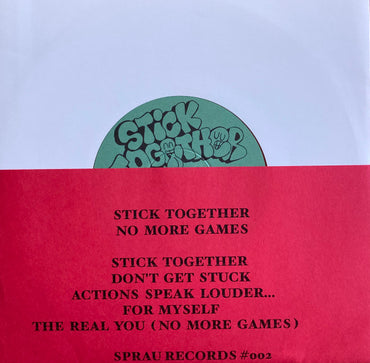 STICK
TOGETHER
STICK TOGETHER
NO MORE GAMES
STICK TOGETHER
DON'T GET STUCK
ACTIONS SPEAK LOUDER...
FOR MYSELF
THE REAL YOU (NO MORE GAMES)
SPRAU RECORDS #002